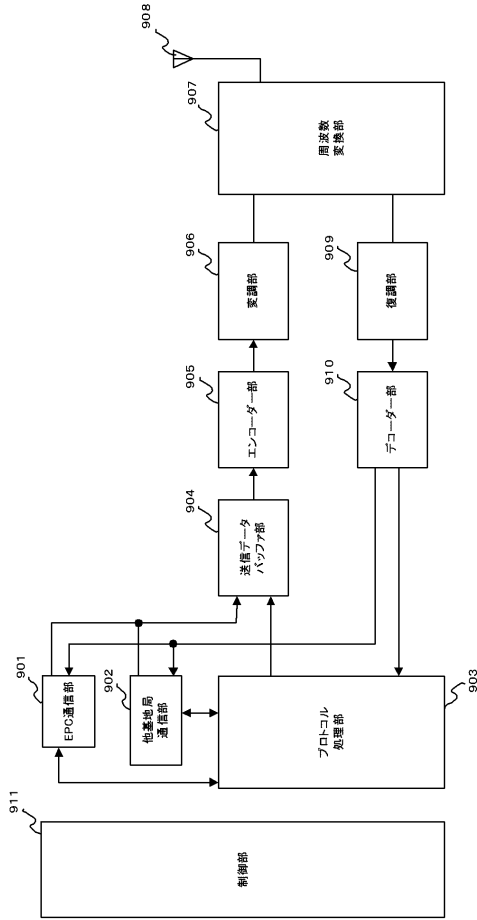 911
制御部
901
EPC通信部
902
他基地局
通信部
903
プロトコル
処理部
904
送信データ
バッファ部
905
エンコーダー部
906
変調部
907
周波数
変換部
908
909
復調部
910
デコーダー部